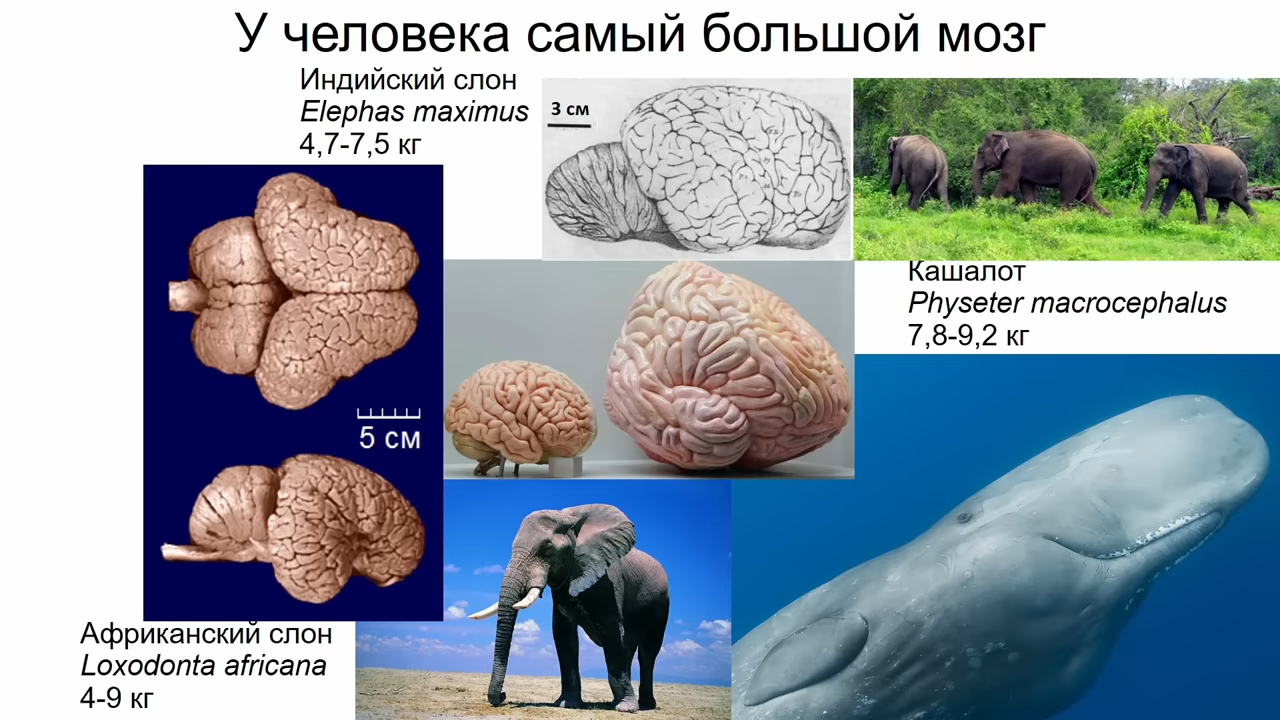 У человека самый большой мозг
Индийский слон
Elephas maximus
4,7-7,5 кг
3 см
5 см
Кашалот
Physeter macrocephalus
7,8-9,2 кг
Африканский слон
Loxodonta africana
4-9 кг